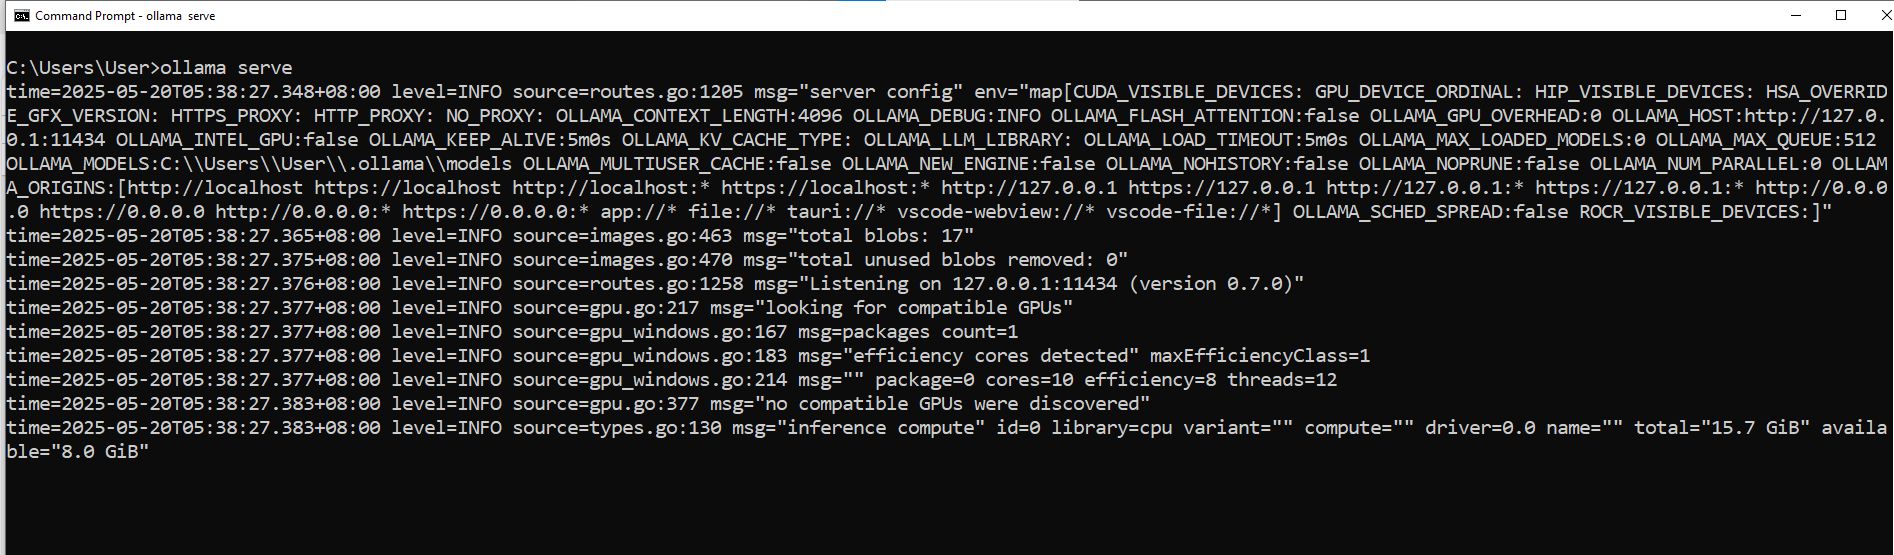 Command Prompt - ollama  serve
C:\Users\User>ollama serve
time=2025-05-20T05:38:27.348+08:00 level=INFO source=routes.go:1205 msg="server config" env="map[CUDA_VISIBLE_DEVICES: GPU_DEVICE_ORDINAL: HIP_VISIBLE_DEVICES: HSA_OVERRID
E_GFX_VERSION: HTTPS_PROXY: HTTP_PROXY: NO_PROXY: OLLAMA_CONTEXT_LENGTH:4096 OLLAMA_DEBUG:INFO OLLAMA_FLASH_ATTENTION:false OLLAMA_GPU_OVERHEAD:0 OLLAMA_HOST:http://127.0.
0.1:11434 OLLAMA_INTEL_GPU:false OLLAMA_KEEP_ALIVE:5m0s OLLAMA_KV_CACHE_TYPE: OLLAMA_LLM_LIBRARY: OLLAMA_LOAD_TIMEOUT:5m0s OLLAMA_MAX_LOADED_MODELS:0 OLLAMA_MAX_QUEUE:512
OLLAMA_MODELS:C:\\Users\\User\\.ollama\\models OLLAMA_MULTIUSER_CACHE:false OLLAMA_NEW_ENGINE:false OLLAMA_NOHISTORY:false OLLAMA_NOPRUNE:false OLLAMA_NUM_PARALLEL:0 OLLAM
A_ORIGINS:[http://localhost https://localhost http://localhost:* https://localhost:* http://127.0.0.1 https://127.0.0.1 http://127.0.0.1:* https://127.0.0.1:* http://0.0.0
.0 https://0.0.0.0 http://0.0.0.0:* https://0.0.0.0:* app://* file://* tauri://* vscode-webview://* vscode-file://*] OLLAMA_SCHED_SPREAD:false ROCR_VISIBLE_DEVICES:]"
time=2025-05-20T05:38:27.365+08:00 level=INFO source=images.go:463 msg="total blobs: 17"
time=2025-05-20T05:38:27.375+08:00 level=INFO source=images.go:470 msg="total unused blobs removed: 0"
time=2025-05-20T05:38:27.376+08:00 level=INFO source=routes.go:1258 msg="Listening on 127.0.0.1:11434 (version 0.7.0)"
time=2025-05-20T05:38:27.377+08:00 level=INFO source=gpu.go:217 msg="looking for compatible GPUs"
time=2025-05-20T05:38:27.377+08:00 level=INFO source=gpu_windows.go:167 msg=packages count=1
time=2025-05-20T05:38:27.377+08:00 level=INFO source=gpu_windows.go:183 msg="efficiency cores detected" maxEfficiencyClass=1
time=2025-05-20T05:38:27.377+08:00 level=INFO source=gpu_windows.go:214 msg="" package=0 cores=10 efficiency=8 threads=12
time=2025-05-20T05:38:27.383+08:00 level=INFO source=gpu.go:377 msg="no compatible GPUs were discovered"
time=2025-05-20T05:38:27.383+08:00 level=INFO source=types.go:130 msg="inference compute" id=0 library=cpu variant="" compute="" driver=0.0 name="" total="15.7 GiB" availa
ble="8.0 GiB"